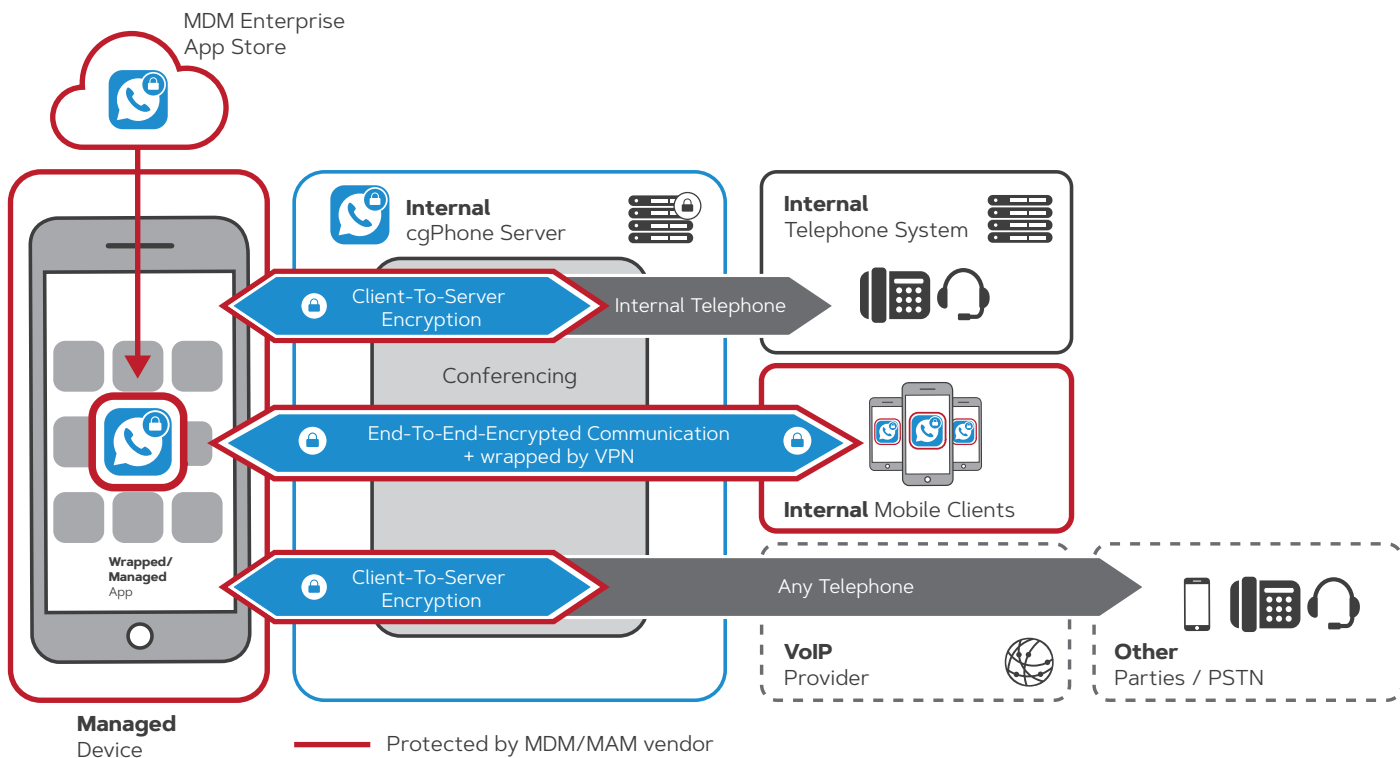 MDM Enterprise
App Store
Internal
cgPhone Server
Internal
Telephone System
Client-To-Server
Encryption
Internal Telephone
Conferencing
End-To-End-Encrypted Communication
+ wrapped by VPN
Internal Mobile Clients
Wrapped/
Managed
App
Client-To-Server
Encryption
Any Telephone
VoIP
Provider
Other
Parties / PSTN
Managed
Device
Protected by MDM/MAM vendor